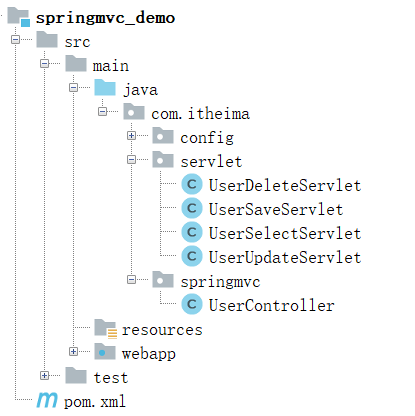 springmvc_demo
src
main
java
com.itheima
config
servlet
UserDeleteServlet
UserSaveServlet
UserSelectServlet
UserUpdateServlet
springmvc
UserController
resources
webapp
test
pom.xml